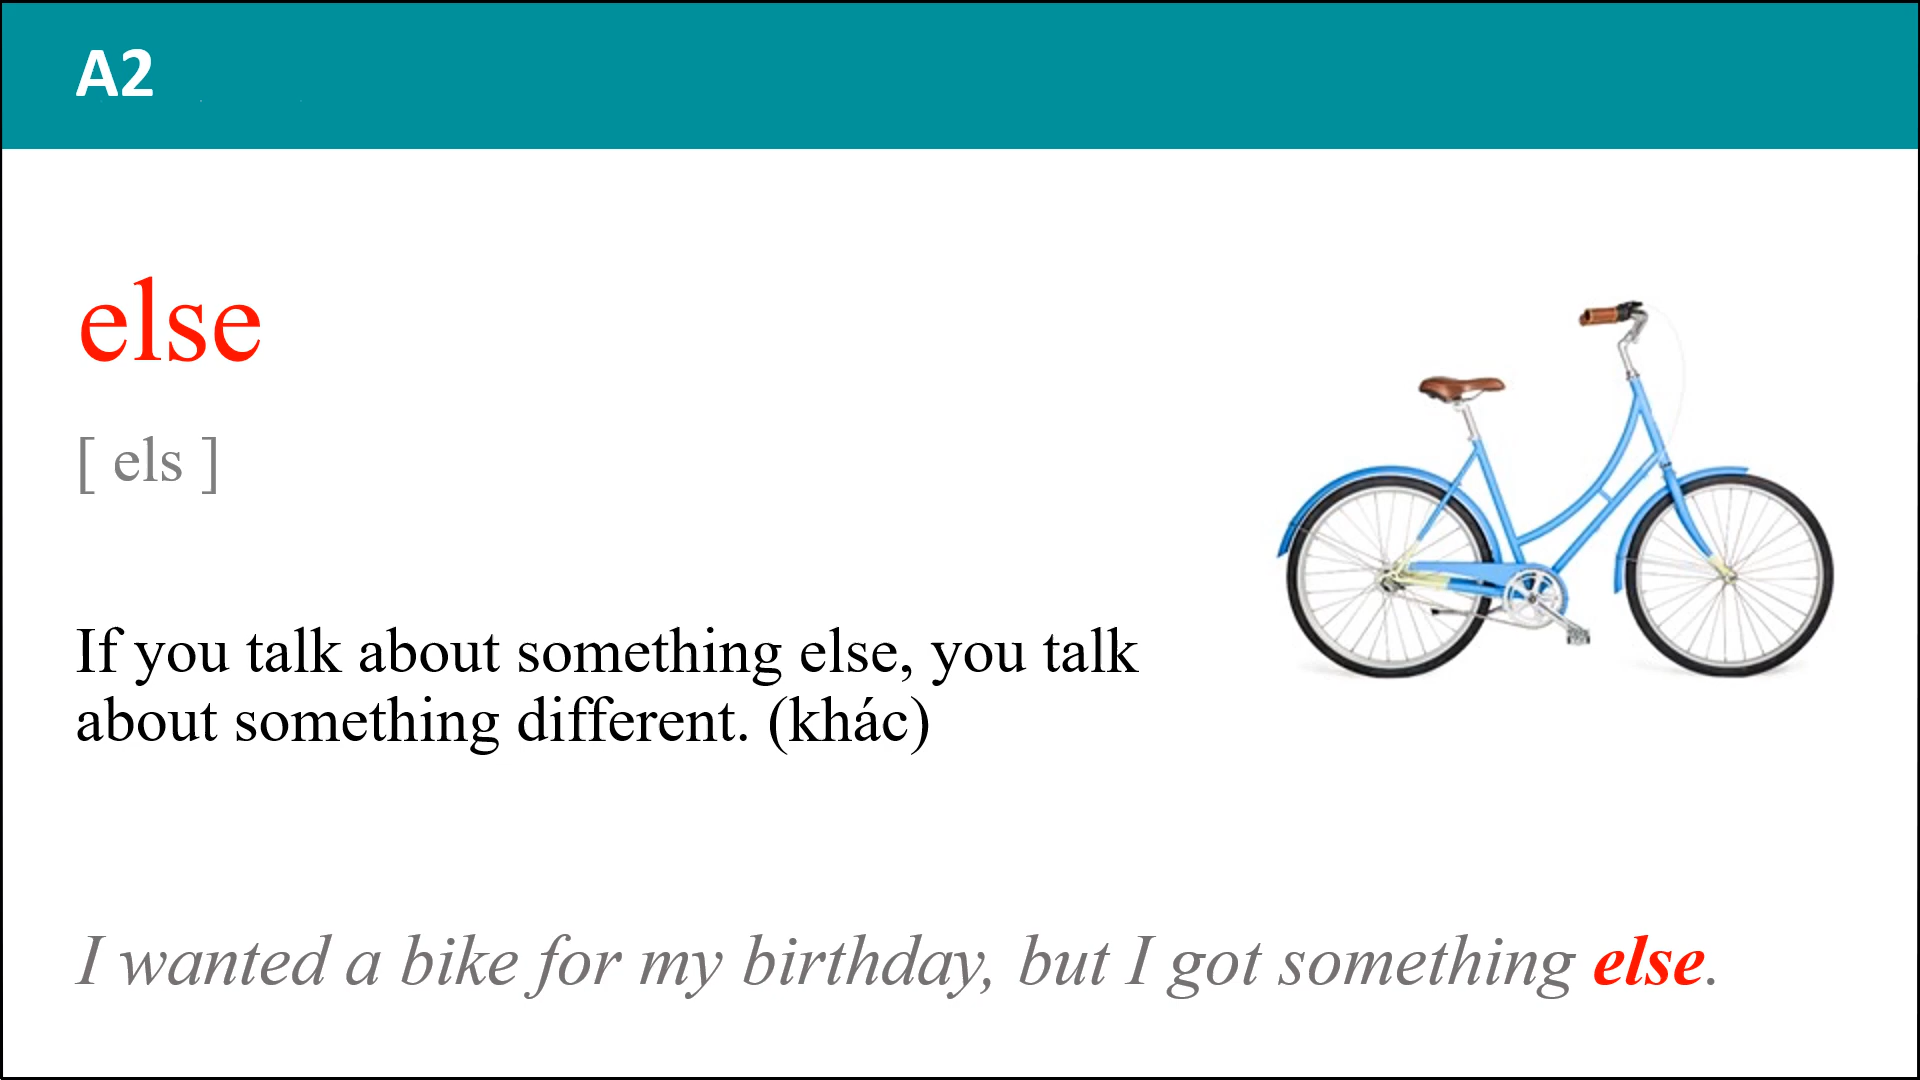 A2
else
[ els ]
If you talk about something else, you talk
about something different. (khác)
I wanted a bike for my birthday, but I got something else.